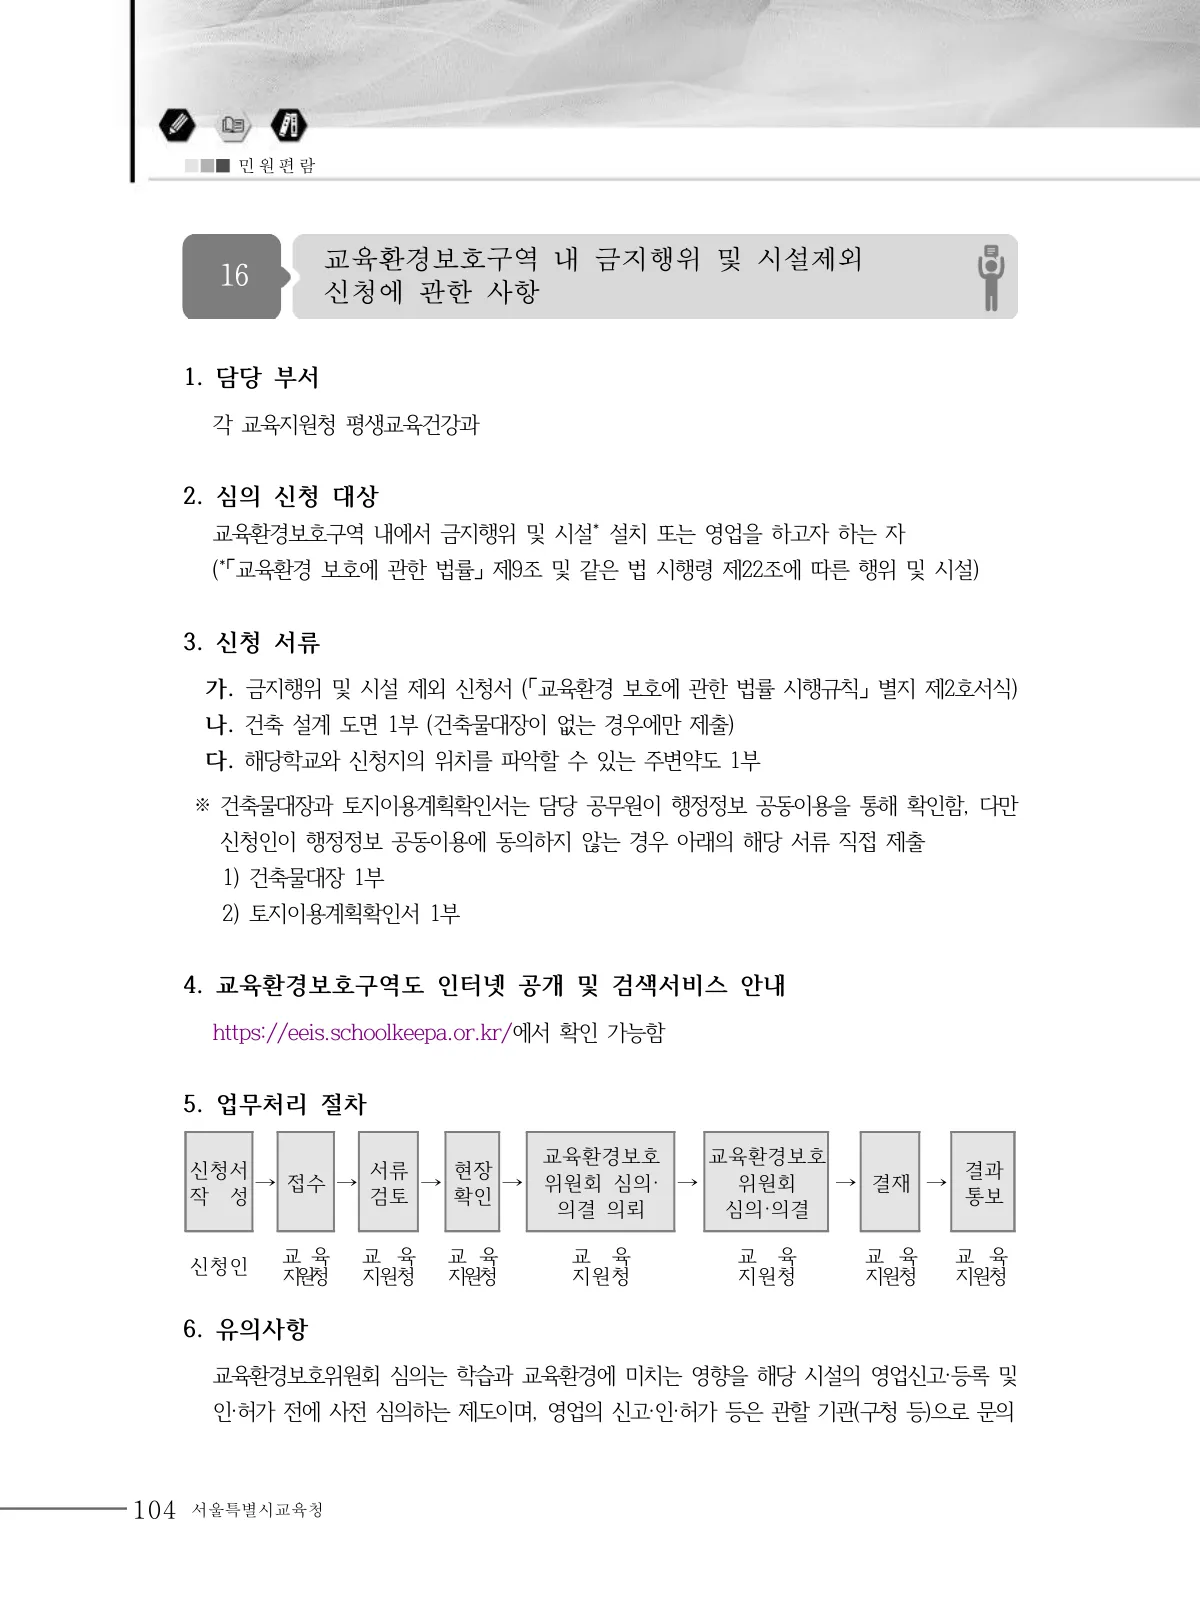 민원편람
16
교육환경보호구역 내 금지행위 및 시설제외
신청에 관한 사항
1. 담당 부서
각 교육지원청 평생교육건강과
2. 심의 신청 대상
교육환경보호구역 내에서 금지행위 및 시설* 설치 또는 영업을 하고자 하는 자
(*「교육환경 보호에 관한 법률」 제9조 및 같은 법 시행령 제22조에 따른 행위 및 시설)
3. 신청 서류
가. 금지행위 및 시설 제외 신청서 (「교육환경 보호에 관한 법률 시행규칙」 별지 제2호서식)
나. 건축 설계 도면 1부 (건축물대장이 없는 경우에만 제출)
다. 해당학교와 신청지의 위치를 파악할 수 있는 주변약도 1부
※ 건축물대장과 토지이용계획확인서는 담당 공무원이 행정정보 공동이용을 통해 확인함, 다만
신청인이 행정정보 공동이용에 동의하지 않는 경우 아래의 해당 서류 직접 제출
1) 건축물대장 1부
2) 토지이용계획확인서 1부
4. 교육환경보호구역도 인터넷 공개 및 검색서비스 안내
https://eeis.schoolkeepa.or.kr/에서 확인 가능함
5. 업무처리 절차
신청서
작 성
→
접수
→
서류
검토
→
현장
확인
→
교육환경보호
위원회 심의·
의결 의뢰
→
교육환경보호
위원회
심의·의결
→
결재
→
결과
통보
신청인
교 육
지원청
교 육
지원청
교 육
지원청
교 육
지원청
교 육
지원청
교 육
지원청
교 육
지원청
6. 유의사항
교육환경보호위원회 심의는 학습과 교육환경에 미치는 영향을 해당 시설의 영업신고·등록 및
인·허가 전에 사전 심의하는 제도이며, 영업의 신고·인·허가 등은 관할 기관(구청 등)으로 문의
104 서울특별시교육청